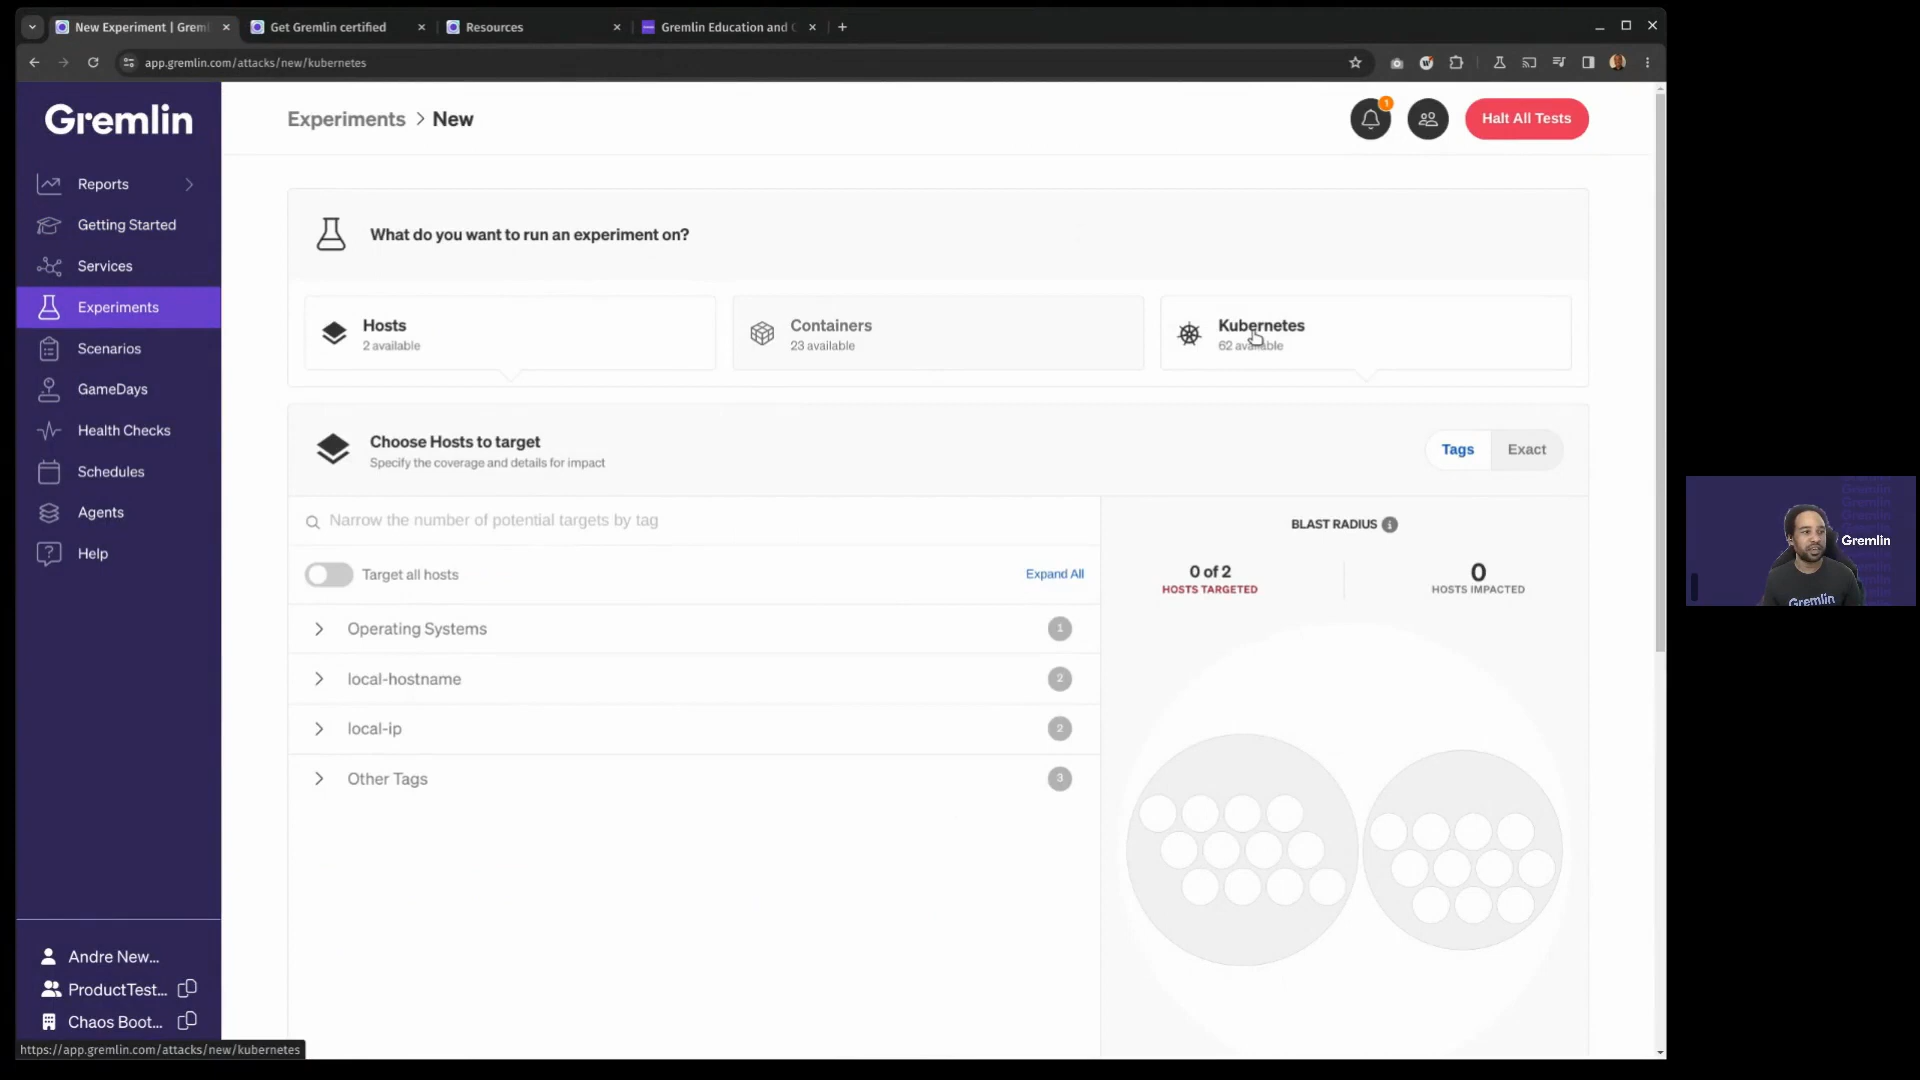 New Experiment | Greml
Get Gremlin certified
Resources
Gremlin Education and C
app.gremlin.com/attacks/new/kubernetes
Gremlin
Experiments > New
1
Halt All Tests
Reports
Getting Started
Services
Experiments
Scenarios
GameDays
Health Checks
Schedules
Agents
Help
What do you want to run an experiment on?
Hosts
2 available
Containers
23 available
Kubernetes
62 available
Choose Hosts to target
Specify the coverage and details for impact
Tags
Exact
Narrow the number of potential targets by tag
Target all hosts
Expand All
Operating Systems
1
local-hostname
2
local-ip
2
Other Tags
3
BLAST RADIUS
0 of 2
HOSTS TARGETED
0
HOSTS IMPACTED
Andre New...
ProductTest...
Chaos Boot...
https://app.gremlin.com/attacks/new/kubernetes
Gremlin
Gremlin